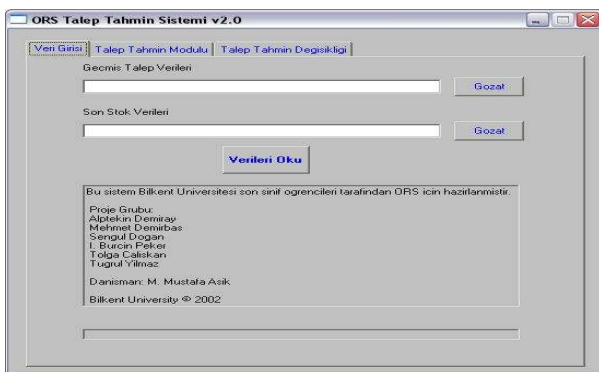 ORS Talep Tahmin Sistemi v2.0
Veri Girisi Talep Tahmin Modulu Talep Tahmin Degisikligi
Gecmis Talep Verileri
Gozat
Son Stok Verileri
Gozat
Verileri Oku
Bu sistem Bilkent Universitesi son sinif ogrencileri tarafindan ORS icin hazirlanmistir.
Proje Grubu:
Alptekin Demiray
Mehmet Demirbas
Sengul Dogan
I. Burcin Peker
Tolga Caliskan
Tugrul Yilmaz
Danisman: M. Mustafa Asik
Bilkent University © 2002